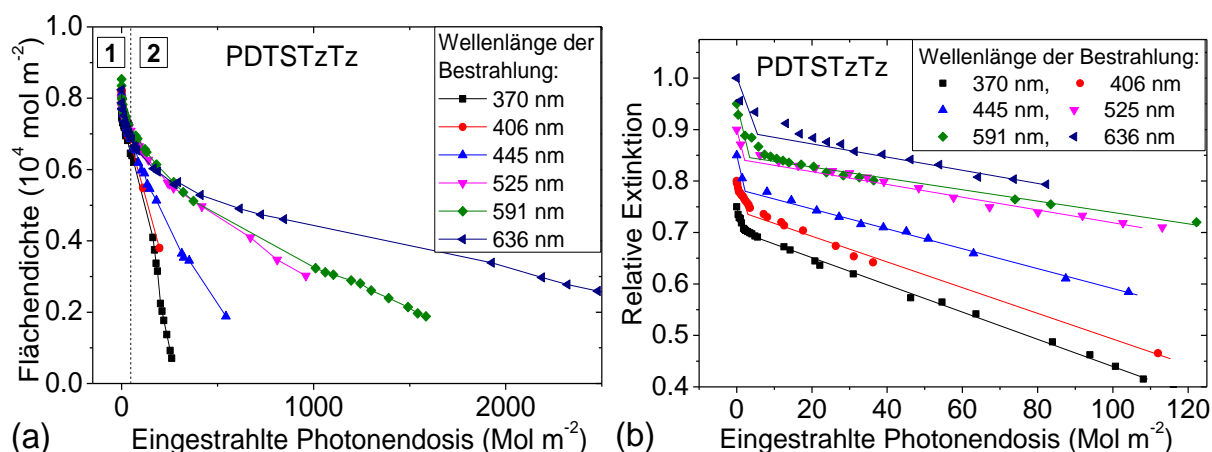 1.0
0.8
0.6
0.4
0.2
0.0
Flächendichte (10⁴ mol m⁻²)
1 2
PDTSTzTz
Wellenlänge der
Bestrahlung:
370 nm
406 nm
445 nm
525 nm
591 nm
636 nm
0 1000 2000
Eingestrahlte Photonendosis (Mol m⁻²)
(a)
1.0
0.9
0.8
0.7
0.6
0.5
0.4
Relative Extinktion
PDTSTzTz
Wellenlänge der Bestrahlung:
370 nm, 406 nm
445 nm, 525 nm
591 nm, 636 nm
0 20 40 60 80 100 120
Eingestrahlte Photonendosis (Mol m⁻²)
(b)